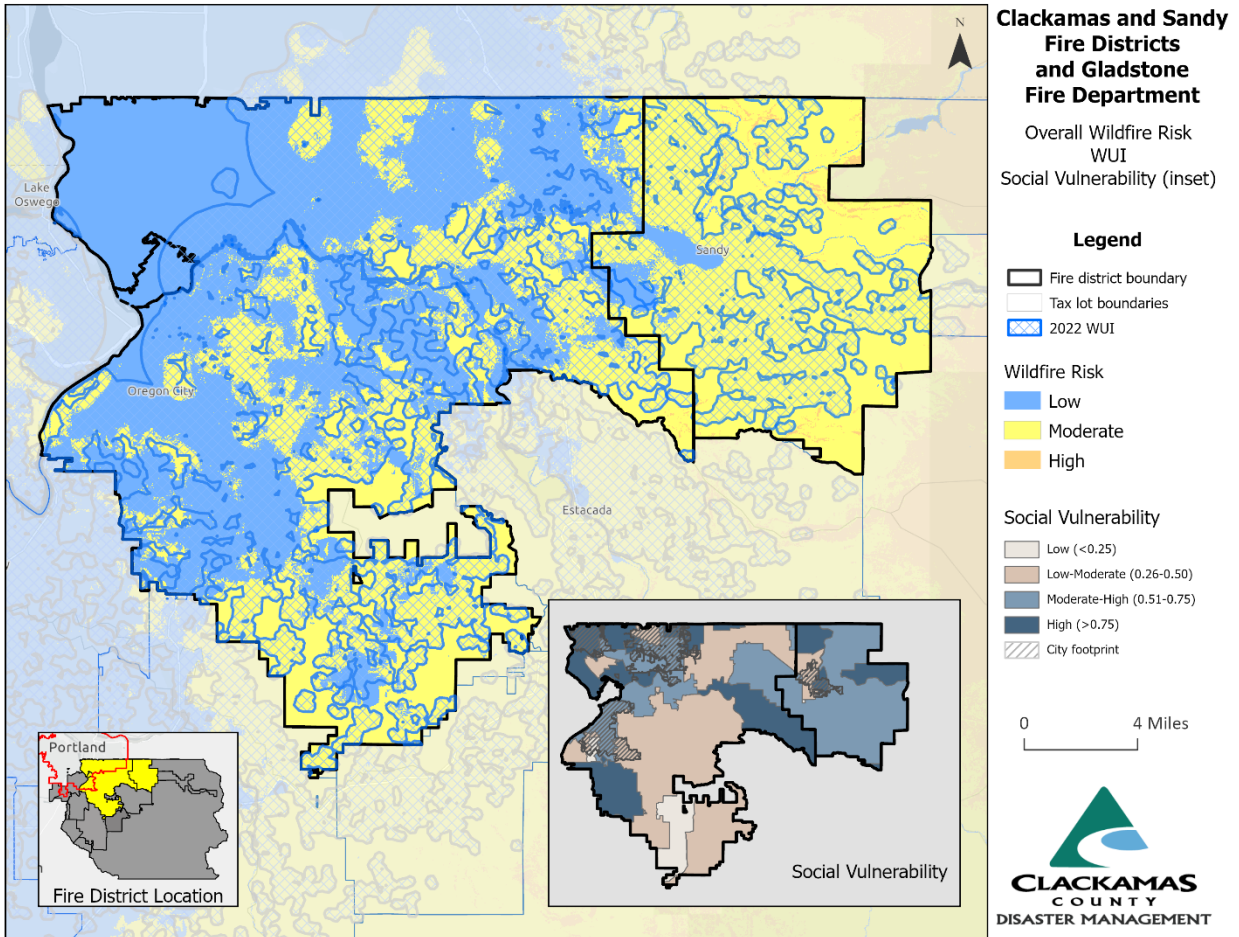 Clackamas and Sandy
Fire Districts
and Gladstone
Fire Department
Overall Wildfire Risk
WUI
Social Vulnerability (inset)
Legend
Fire district boundary
Tax lot boundaries
2022 WUI
Wildfire Risk
Low
Moderate
High
Social Vulnerability
Low (<0.25)
Low-Moderate (0.26-0.50)
Moderate-High (0.51-0.75)
High (>0.75)
City footprint
0 4 Miles
CLACKAMAS
COUNTY
DISASTER MANAGEMENT
N
Lake
Oswego
Sandy
Oregon City
Estacada
Portland
Fire District Location
Social Vulnerability